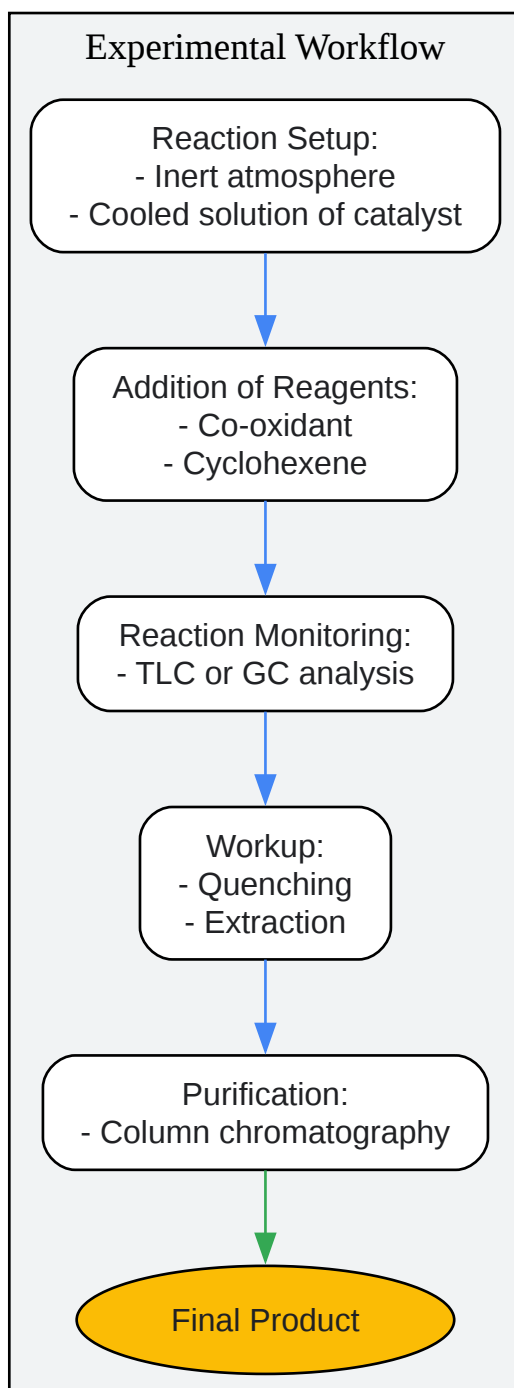 Experimental Workflow
Reaction Setup:
- Inert atmosphere
- Cooled solution of catalyst
Addition of Reagents:
- Co-oxidant
- Cyclohexene
Reaction Monitoring:
- TLC or GC analysis
Workup:
- Quenching
- Extraction
Purification:
- Column chromatography
Final Product